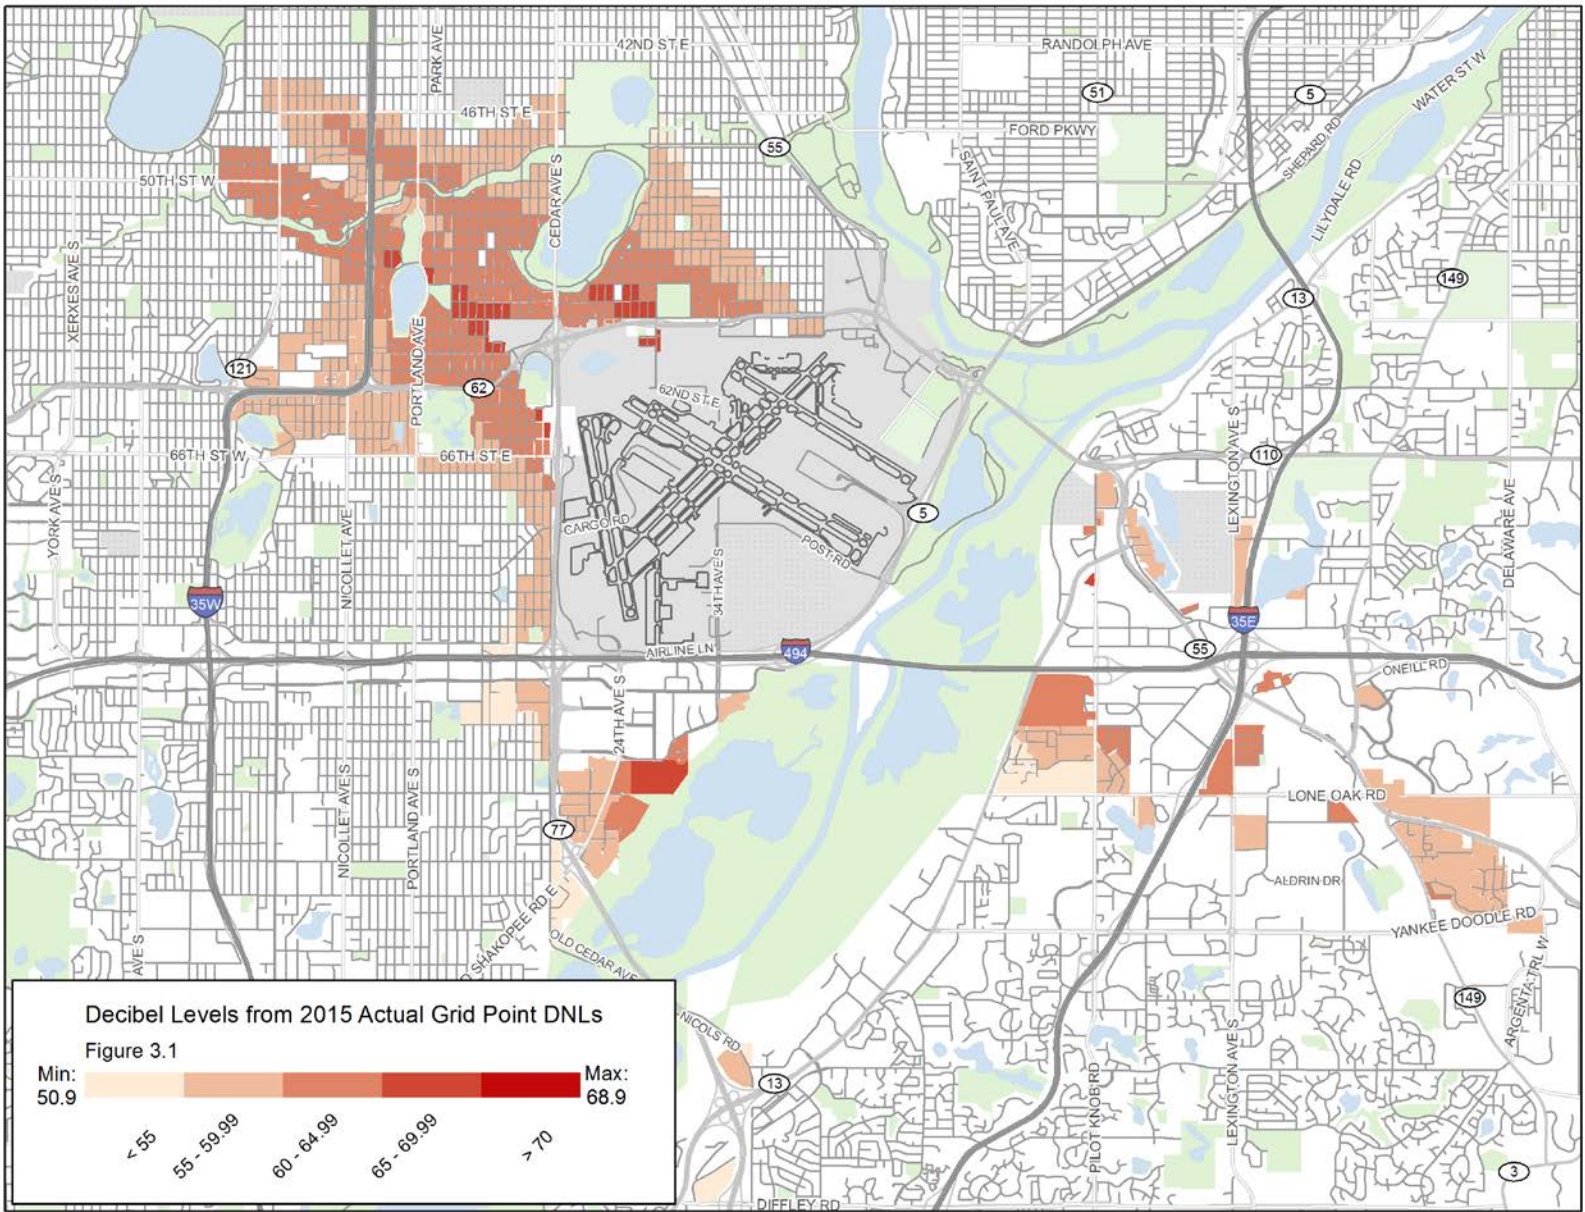 42ND ST E
RANDOLPH AVE
PARK AVE
51
5
WATER ST W
46TH ST E
FORD PKWY
55
SHEPARD RD
SAINT PAUL AVE
50TH ST W
CEDAR AVE S
LILYDALE RD
XERXES AVE S
149
13
PORTLAND AVE
121
62
62ND ST E
LEXINGTON AVE S
66TH ST W
66TH ST E
110
YORK AVE S
CARGO RD
5
DELAWARE AVE
POST RD
NICOLLET AVE
34TH AVE S
35W
35E
AIRLINE LN
494
55
ONEILL RD
24TH AVE S
NICOLLET AVE S
PORTLAND AVE S
LONE OAK RD
77
ALDRIN DR
YANKEE DOODLE RD
AVE S
SHAKOPEE RD E
OLD CEDAR AVE
ARGENTA TRL W
149
NICOLS RD
13
PILOT KNOB RD
LEXINGTON AVE S
3
DIFFLEY RD
Decibel Levels from 2015 Actual Grid Point DNLs
Figure 3.1
Min:
50.9
Max:
68.9
< 55
55 - 59.99
60 - 64.99
65 - 69.99
> 70